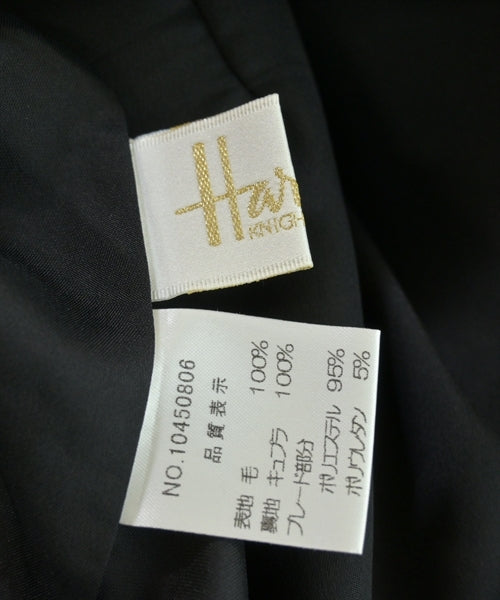 Har
KNIGH
NO.10450806
品質表示
表地 毛 100%
裏地 キュプラ 100%
ブレード部分
ポリエステル 95%
ポリウレタン 5%